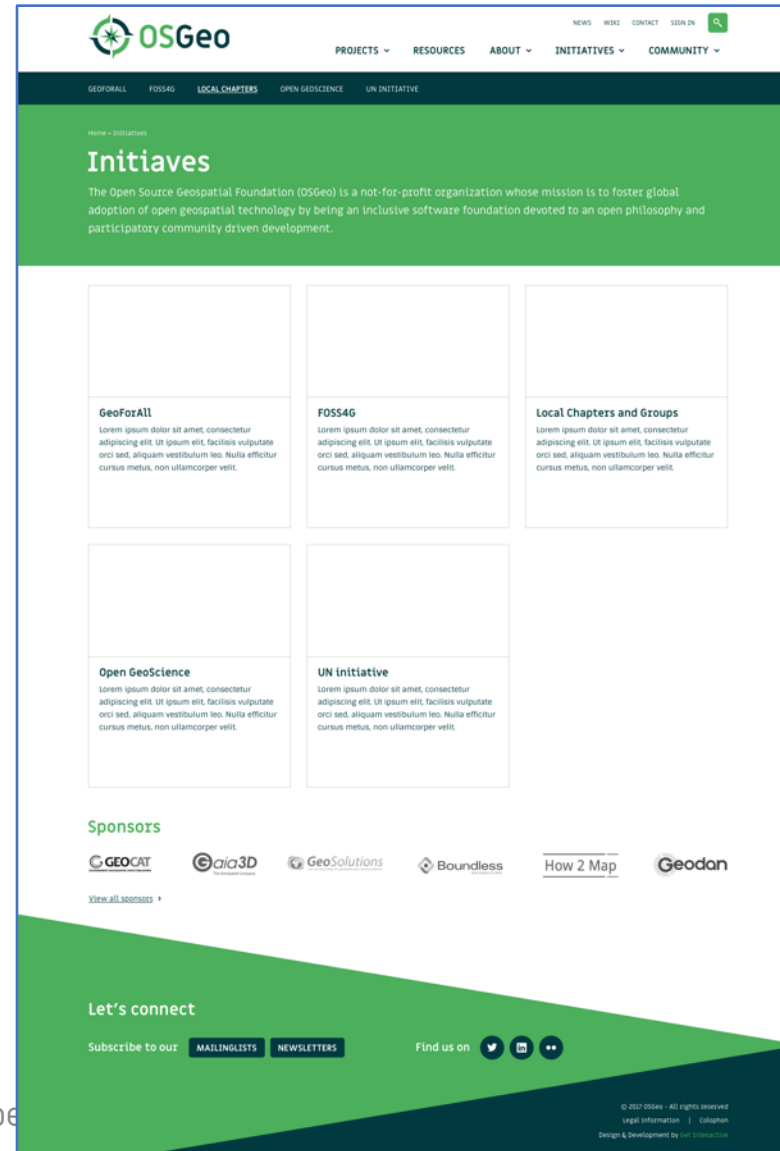 OSGeo
NEWS WIKI CONTACT SIGN IN
PROJECTS RESOURCES ABOUT INITIATIVES COMMUNITY
GEOFORALL FOSS4G LOCAL CHAPTERS OPEN GEOSCIENCE UN INITIATIVE
Home – Initiatives
Initiaves
The Open Source Geospatial Foundation (OSGeo) is a not-for-profit organization whose mission is to foster global
adoption of open geospatial technology by being an inclusive software foundation devoted to an open philosophy and
participatory community driven development.
GeoForAll
Lorem ipsum dolor sit amet, consectetur
adipiscing elit. Ut ipsum elit, facilisis vulputate
orci sed, aliquam vestibulum leo. Nulla efficitur
cursus metus, non ullamcorper velit.
FOSS4G
Lorem ipsum dolor sit amet, consectetur
adipiscing elit. Ut ipsum elit, facilisis vulputate
orci sed, aliquam vestibulum leo. Nulla efficitur
cursus metus, non ullamcorper velit.
Local Chapters and Groups
Lorem ipsum dolor sit amet, consectetur
adipiscing elit. Ut ipsum elit, facilisis vulputate
orci sed, aliquam vestibulum leo. Nulla efficitur
cursus metus, non ullamcorper velit.
Open GeoScience
Lorem ipsum dolor sit amet, consectetur
adipiscing elit. Ut ipsum elit, facilisis vulputate
orci sed, aliquam vestibulum leo. Nulla efficitur
cursus metus, non ullamcorper velit.
UN initiative
Lorem ipsum dolor sit amet, consectetur
adipiscing elit. Ut ipsum elit, facilisis vulputate
orci sed, aliquam vestibulum leo. Nulla efficitur
cursus metus, non ullamcorper velit.
Sponsors
GEOCAT Gaia3D GeoSolutions Boundless How 2 Map Geodan
The Geospatial Company
View all sponsors
Let's connect
Subscribe to our MAILINGLISTS NEWSLETTERS Find us on
© 2017 OSGeo - All rights reserved
Legal information | Colophon
Design & Development by Get Interactive